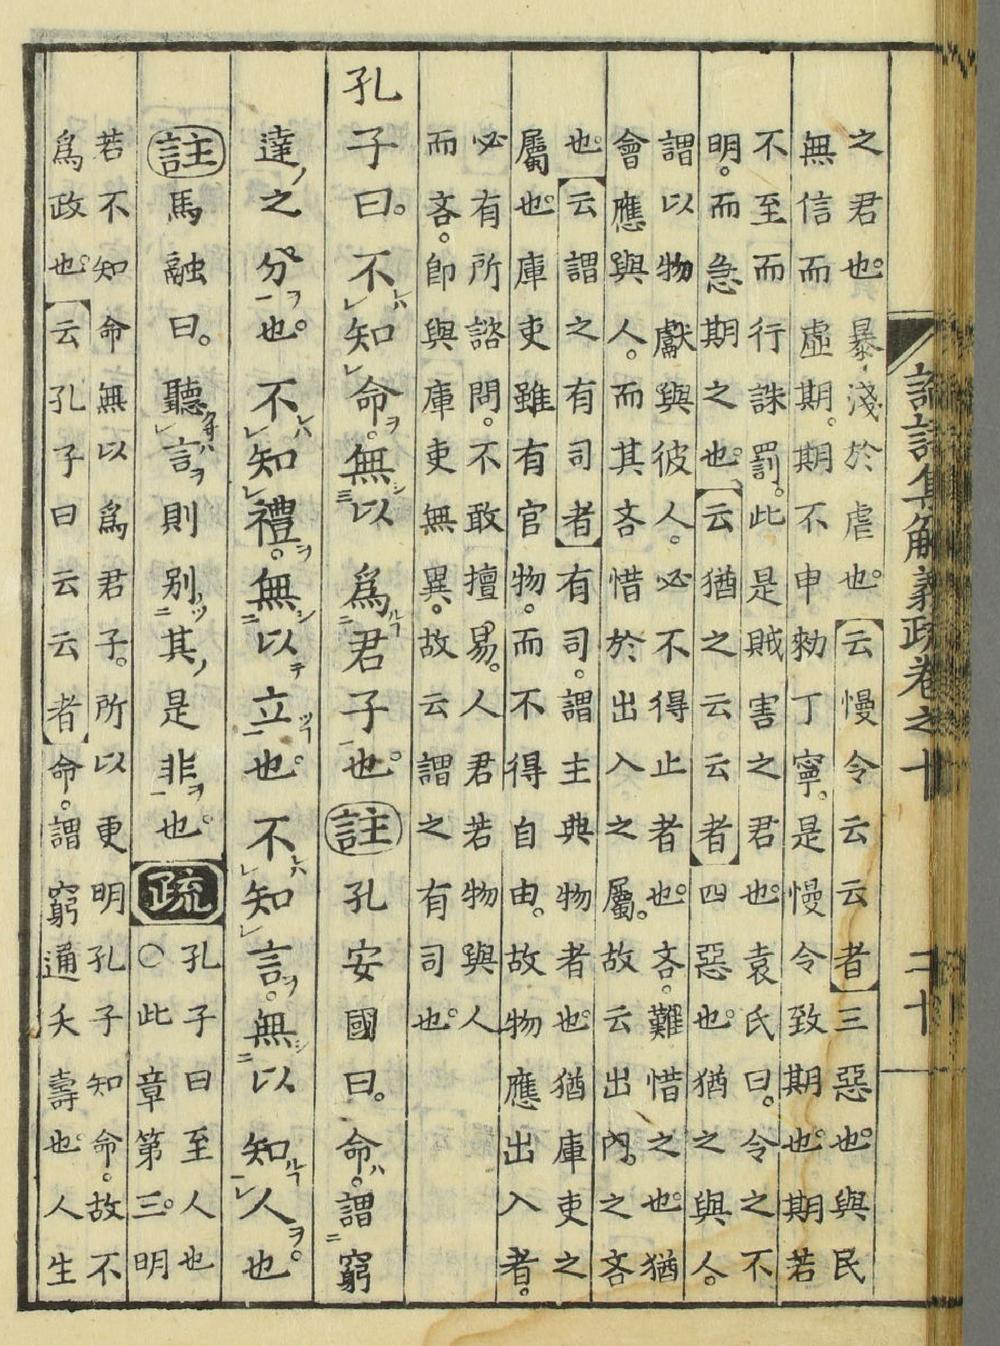 之君也。暴淺於虐也。【云慢令云云者】三惡也。與民
無信而虛期。期不申勅丁寧。是慢令致期也。期若
不至而行誅罰。此是賊害之君也。袁氏曰。令之不
明。而急期之也。【云猶之云云者】四惡也。猶之與人。
謂以物獻與彼人。必不得止者也。吝。難惜之也。猶
會應與人。而其吝惜於出入之屬。故云出內。之吝
也。【云謂之有司者】有司。謂主典物者也。猶庫吏之
屬也。庫吏雖有官物。而不得自由。故物應出入者。
必有所諮問。不敢擅易。人君若物與人
而吝。即與庫吏無異。故云謂之有司也。
孔子曰。不知命。無以爲君子也。註孔安國曰。命。謂窮
達之分也。不知禮。無以立也。不知言。無以知人也
註馬融曰。聽言則別其是非也。疏
孔子曰至人也
○此章第三。明
若不知命無以爲君子。所以更明孔子知命。故不
爲政也。【云孔子曰云云者】命。謂窮通夭壽也。人生
論語集解義疏卷之十 二十